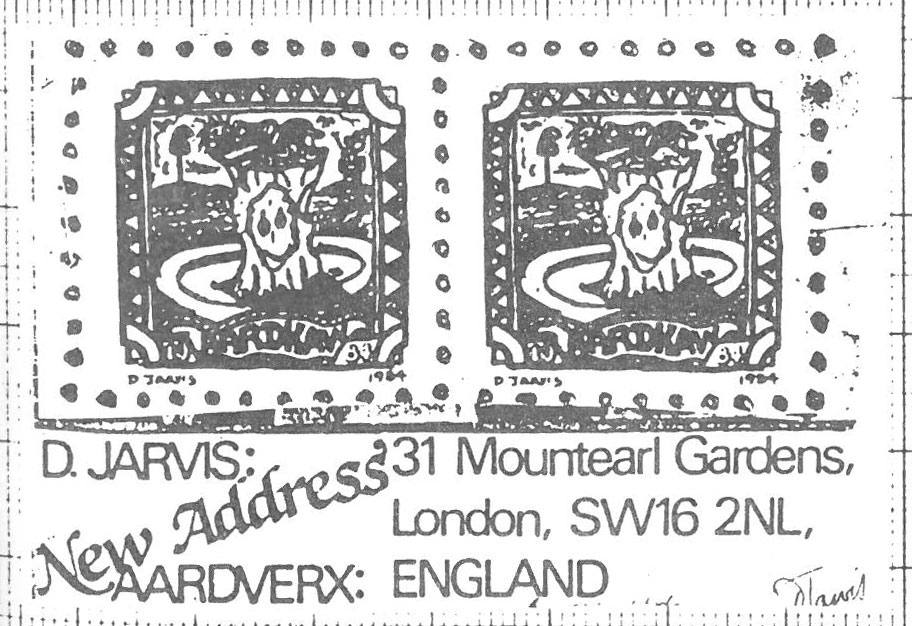 D JARVIS 1984 D JARVIS 1984
D. JARVIS: 31 Mountearl Gardens,
New Address
London, SW16 2NL,
AARDVERX: ENGLAND